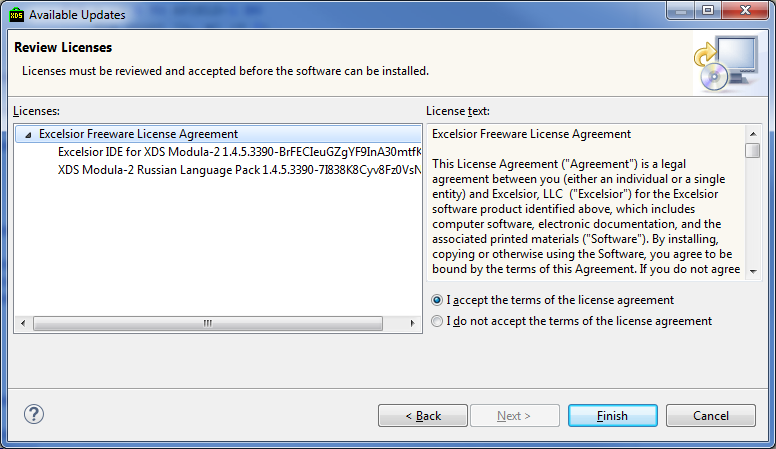 XDS Available Updates
Review Licenses
Licenses must be reviewed and accepted before the software can be installed.
Licenses:
Excelsior Freeware License Agreement
Excelsior IDE for XDS Modula-2 1.4.5.3390-BrFECIeuGZgYF9InA30mtfK
XDS Modula-2 Russian Language Pack 1.4.5.3390-7I838K8Cyv8Fz0VsN
License text:
Excelsior Freeware License Agreement
This License Agreement ("Agreement") is a legal
agreement between you (either an individual or a single
entity) and Excelsior, LLC ("Excelsior") for the Excelsior
software product identified above, which includes
computer software, electronic documentation, and the
associated printed materials ("Software"). By installing,
copying or otherwise using the Software, you agree to be
bound by the terms of this Agreement. If you do not agree
I accept the terms of the license agreement
I do not accept the terms of the license agreement
?
< Back
Next >
Finish
Cancel